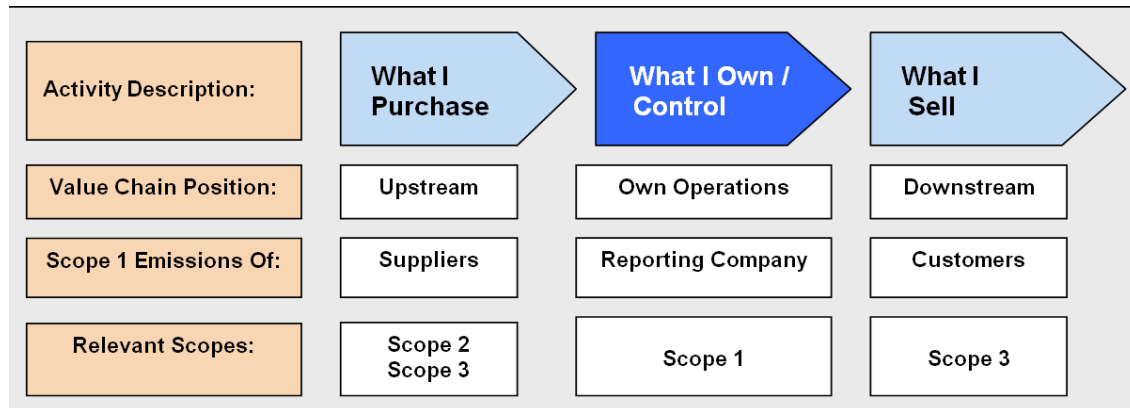 Activity Description:
What I
Purchase
What I Own /
Control
What I
Sell
Value Chain Position:
Upstream
Own Operations
Downstream
Scope 1 Emissions Of:
Suppliers
Reporting Company
Customers
Relevant Scopes:
Scope 2
Scope 3
Scope 1
Scope 3